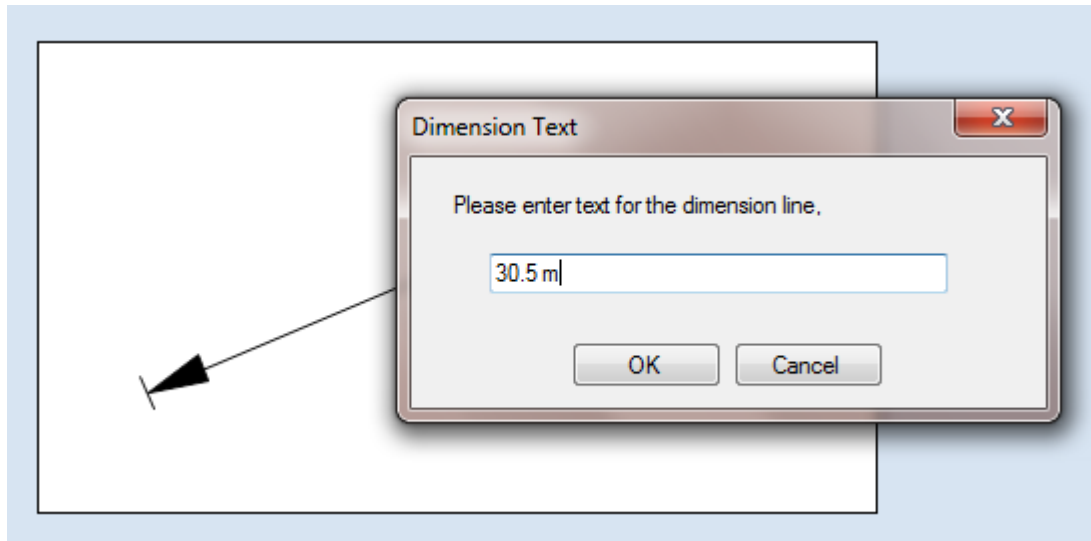 Dimension Text
Please enter text for the dimension line,
30.5 m
OK
Cancel